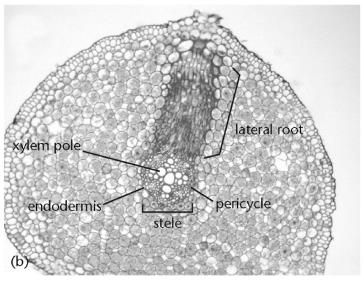 lateral root
xylem pole
endodermis
pericycle
stele
(b)